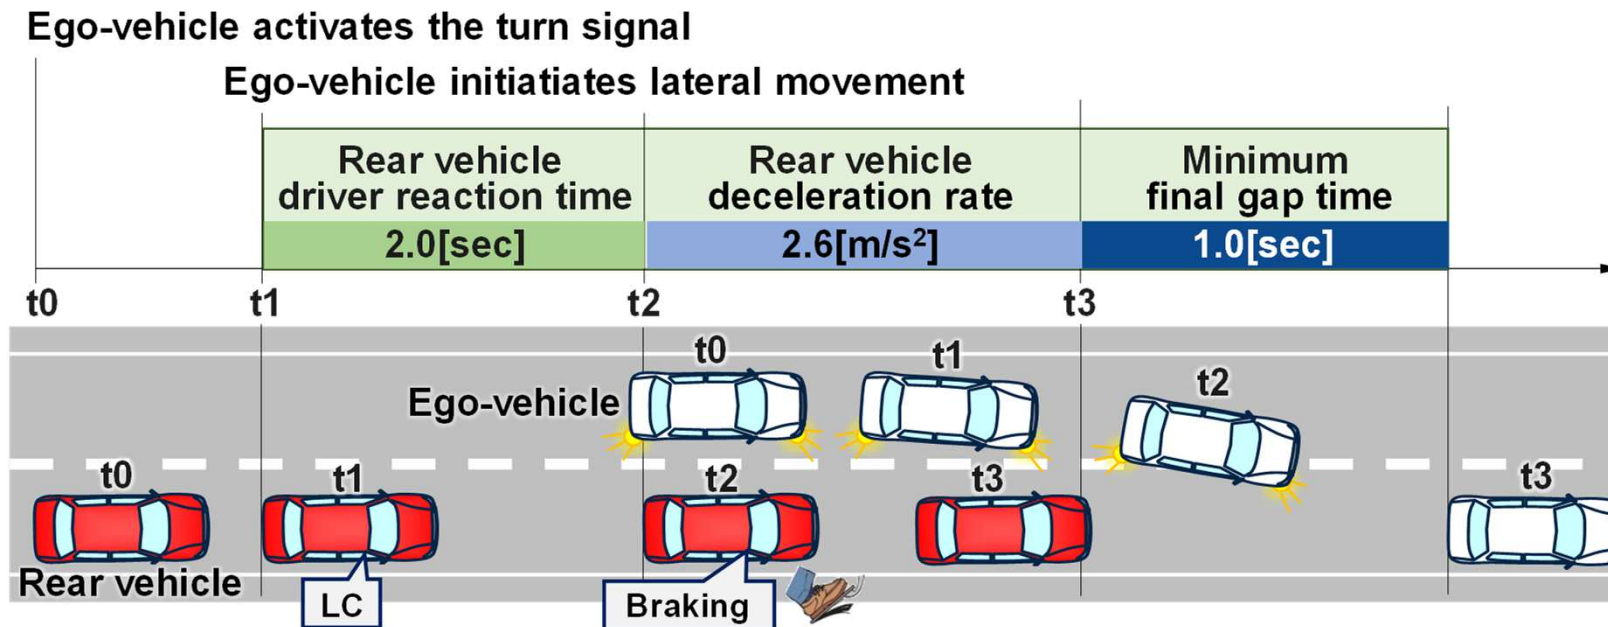 Ego-vehicle activates the turn signal
Ego-vehicle initiatiates lateral movement
Rear vehicle
driver reaction time
2.0[sec]
Rear vehicle
deceleration rate
2.6[m/s²]
Minimum
final gap time
1.0[sec]
t0
t1
t2
t3
t0
t1
t2
Ego-vehicle
t0
t1
t2
t3
t3
Rear vehicle
LC
Braking